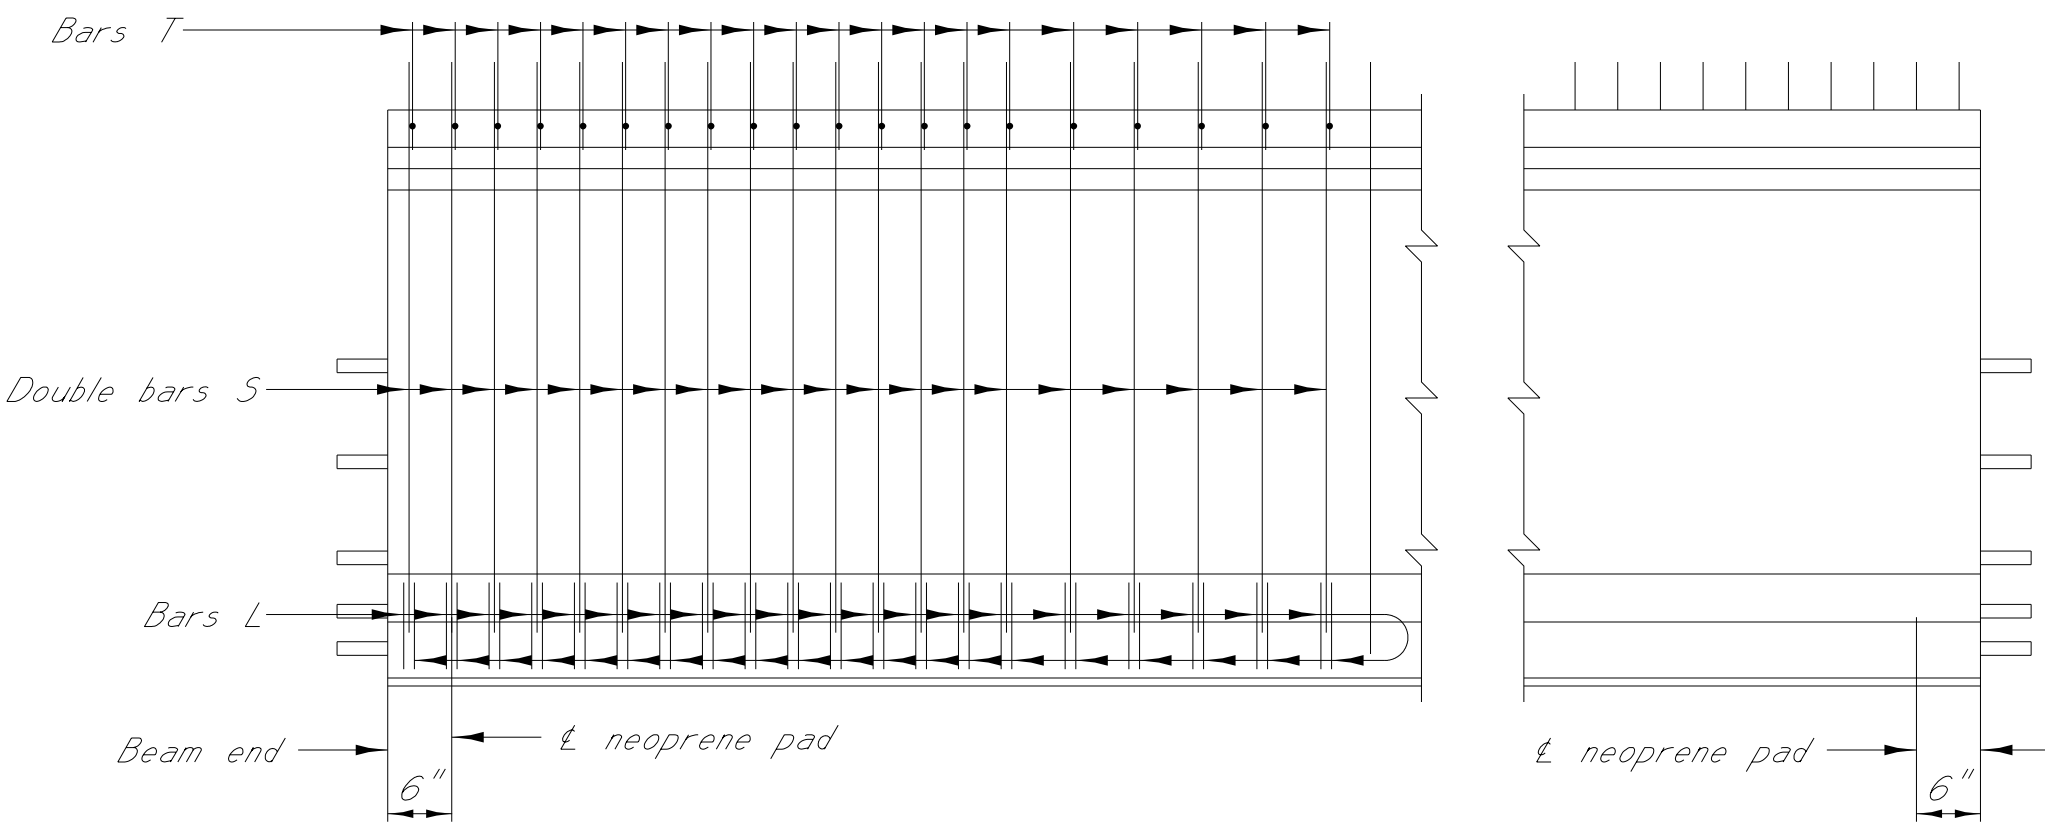 Bars T
Double bars S
Bars L
℄ neoprene pad
Beam end
℄ neoprene pad
6"
6"